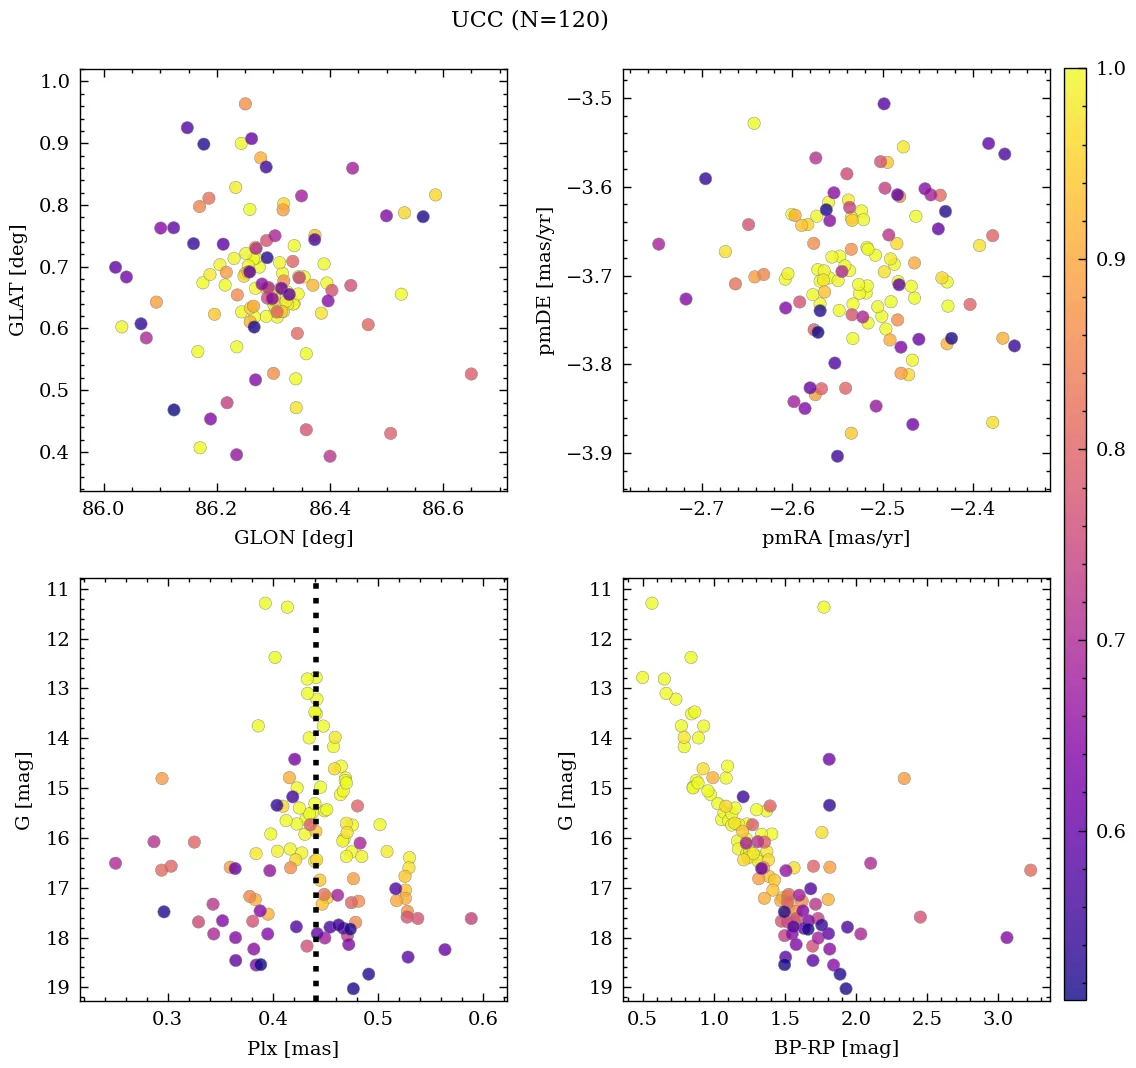 UCC (N=120)
1.0
0.9
0.8
0.7
0.6
0.5
0.4
GLAT [deg]
86.0 86.2 86.4 86.6
GLON [deg]
−3.5
−3.6
−3.7
−3.8
−3.9
pmDE [mas/yr]
−2.7 −2.6 −2.5 −2.4
pmRA [mas/yr]
1.0
0.9
0.8
0.7
0.6
11
12
13
14
15
16
17
18
19
G [mag]
0.3 0.4 0.5 0.6
Plx [mas]
11
12
13
14
15
16
17
18
19
G [mag]
0.5 1.0 1.5 2.0 2.5 3.0
BP-RP [mag]